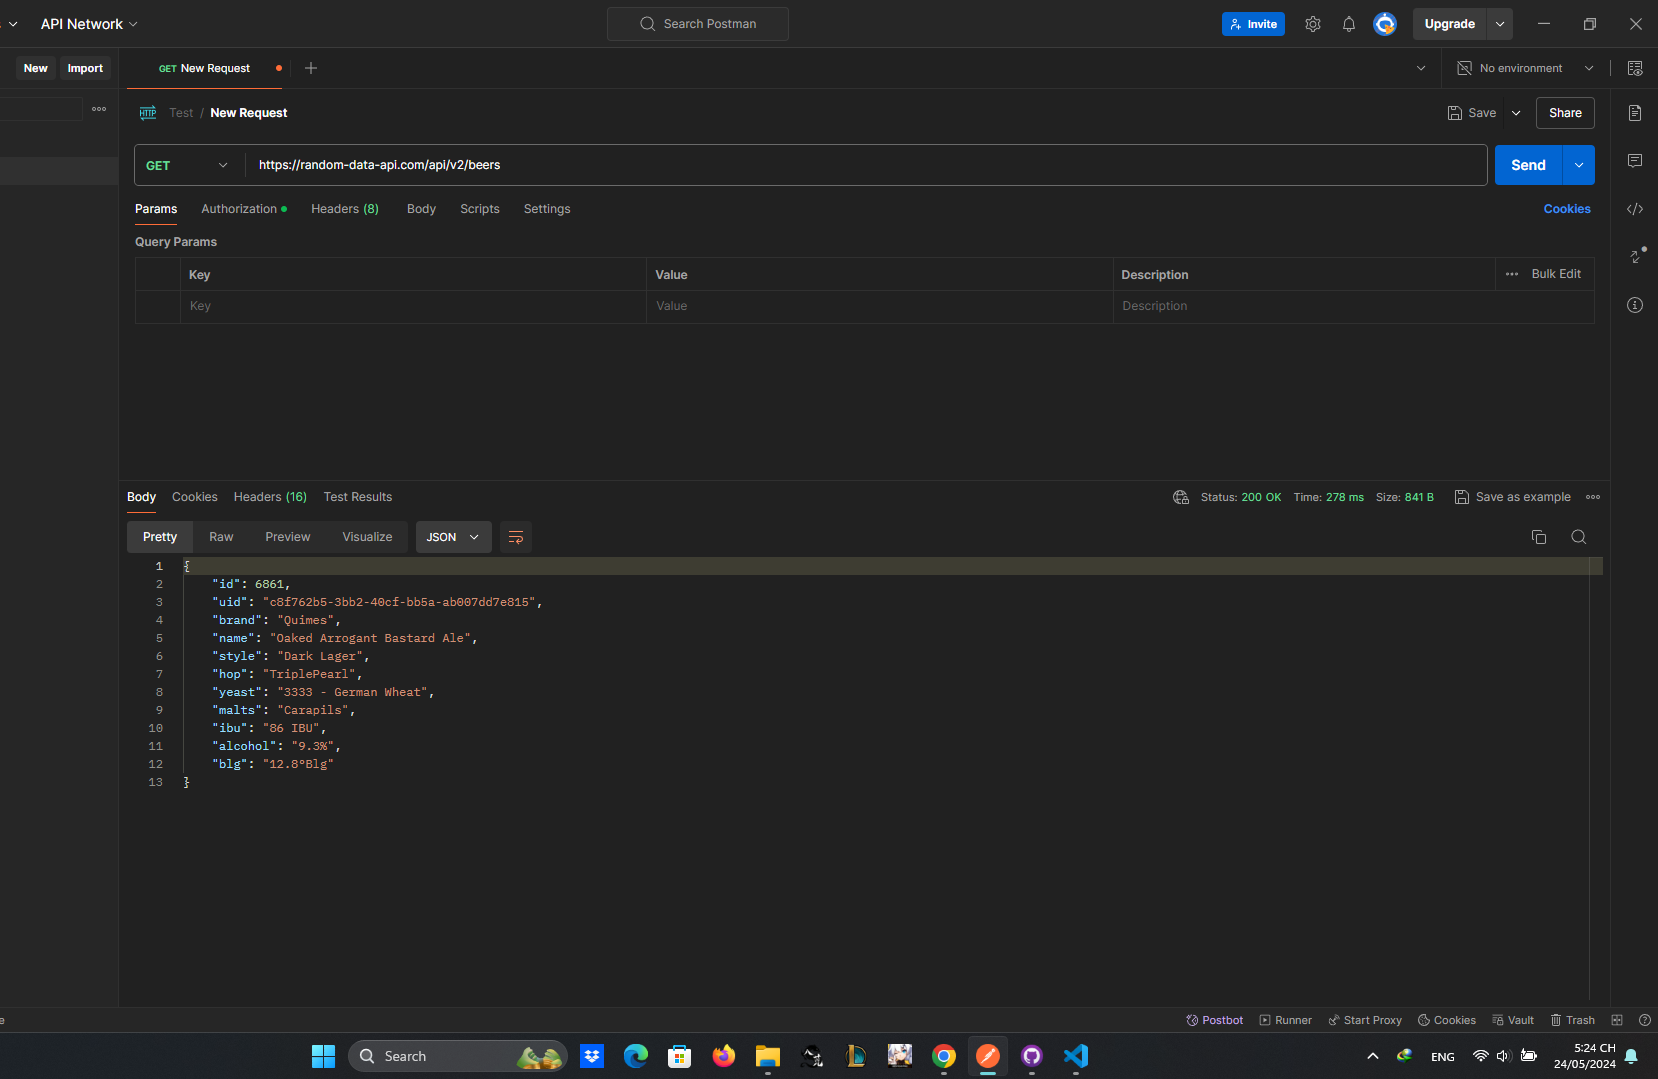 API Network
Search Postman
Invite
Upgrade
New
Import
GET New Request
No environment
HTTP
Test / New Request
Save
Share
GET
https://random-data-api.com/api/v2/beers
Send
Params
Authorization
Headers (8)
Body
Scripts
Settings
Cookies
Query Params
Key
Value
Description
Bulk Edit
Key
Value
Description
Body
Cookies
Headers (16)
Test Results
Status: 200 OK
Time: 278 ms
Size: 841 B
Save as example
Pretty
Raw
Preview
Visualize
JSON
1 {
2 "id": 6861,
3 "uid": "c8f762b5-3bb2-40cf-bb5a-ab007dd7e815",
4 "brand": "Quimes",
5 "name": "Oaked Arrogant Bastard Ale",
6 "style": "Dark Lager",
7 "hop": "TriplePearl",
8 "yeast": "3333 - German Wheat",
9 "malts": "Carapils",
10 "ibu": "86 IBU",
11 "alcohol": "9.3%",
12 "blg": "12.8°Blg"
13 }
e
Postbot
Runner
Start Proxy
Cookies
Vault
Trash
Search
ENG
5:24 CH
24/05/2024